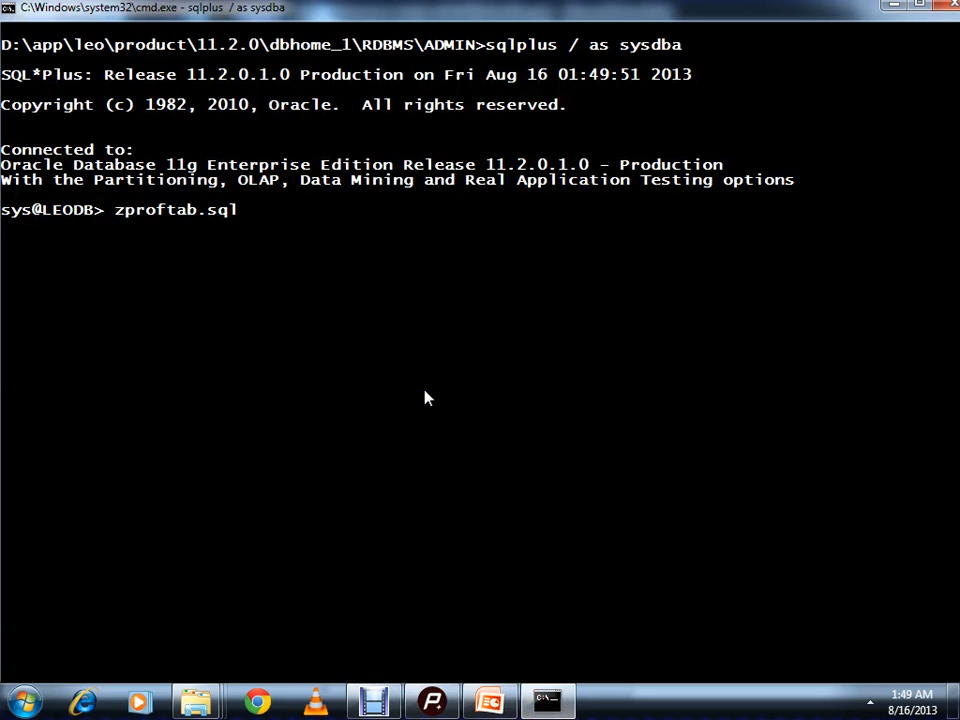 C:\Windows\system32\cmd.exe - sqlplus / as sysdba
D:\app\leo\product\11.2.0\dbhome_1\RDBMS\ADMIN>sqlplus / as sysdba
SQL*Plus: Release 11.2.0.1.0 Production on Fri Aug 16 01:49:51 2013
Copyright (c) 1982, 2010, Oracle.  All rights reserved.
Connected to:
Oracle Database 11g Enterprise Edition Release 11.2.0.1.0 - Production
With the Partitioning, OLAP, Data Mining and Real Application Testing options
sys@LEODB> zproftab.sql
1:49 AM
8/16/2013